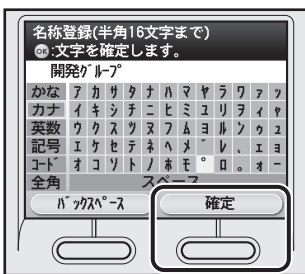 名称登録(半角16文字まで)
OK:文字を確定します。
開発ｸﾞﾙｰﾌﾟ
かな ｱ ｶ ｻ ﾀ ﾅ ﾊ ﾏ ﾔ ﾗ ﾜ ｧ ｯ
カナ ｲ ｷ ｼ ﾁ ﾆ ﾋ ﾐ ﾕ ﾘ ｦ ｨ ｬ
英数 ｳ ｸ ｽ ﾂ ﾇ ﾌ ﾑ ﾖ ﾙ ﾝ ｩ ｭ
記号 ｴ ｹ ｾ ﾃ ﾈ ﾍ ﾒ ﾞ ﾚ 、 ｪ ｮ
ｺｰﾄﾞ ｵ ｺ ｿ ﾄ ﾉ ﾎ ﾓ ﾟ ﾛ 。 ｫ ｰ
全角 スペース
ﾊﾞｯｸｽﾍﾟｰｽ 確定